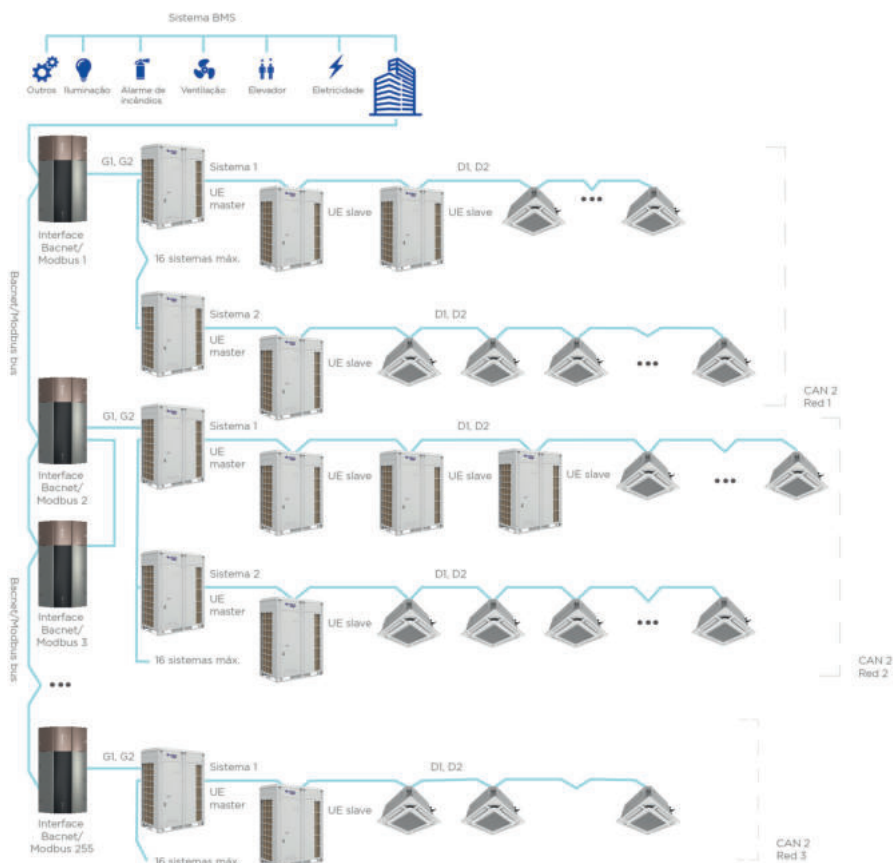 Sistema BMS
Outros
Iluminação
Alarme de
incêndios
Ventilação
Elevador
Eletricidade
G1, G2
Sistema 1
D1, D2
UE
master
UE slave
UE slave
Interface
Bacnet/
Modbus 1
16 sistemas máx.
Bacnet/Modbus bus
Sistema 2
D1, D2
UE
master
UE slave
CAN 2
Red 1
G1, G2
Sistema 1
D1, D2
UE
master
UE slave
UE slave
UE slave
Interface
Bacnet/
Modbus 2
Sistema 2
D1, D2
UE
master
UE slave
Interface
Bacnet/
Modbus 3
Bacnet/Modbus bus
16 sistemas máx.
CAN 2
Red 2
G1, G2
Sistema 1
D1, D2
UE
master
UE slave
Interface
Bacnet/
Modbus 255
16 sistemas máx.
CAN 2
Red 3